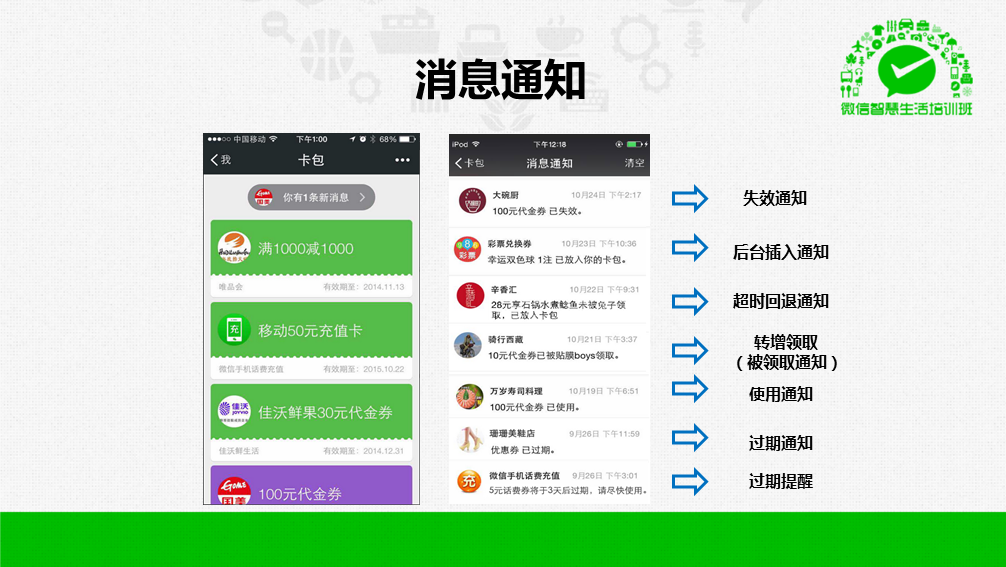 消息通知
微信智慧生活培训班
中国移动
下午1:00
68%
我
卡包
你有1条新消息
国美
满1000减1000
唯品会
有效期至：2014.11.13
充
移动50元充值卡
微信手机话费充值
有效期至：2015.10.22
佳沃
JOYVIO
佳沃鲜果30元代金券
佳沃鲜生活
有效期至：2014.12.31
国美
100元代金券
iPod
下午12:18
卡包
消息通知
清空
大碗厨
10月24日 下午2:17
100元代金券 已失效。
彩票
彩票兑换券
10月23日 下午10:36
幸运双色球 1注 已放入你的卡包。
辛香汇
10月22日 下午9:31
28元享石锅水煮鲶鱼未被兔子领
取，已放入卡包
骑行西藏
10月21日 下午3:37
10元代金券已被贴膜boys领取。
万岁寿司料理
10月19日 下午6:51
100元代金券 已使用。
珊珊美鞋店
9月26日 下午11:59
优惠券 已过期。
充
微信手机话费充值
9月26日 下午3:01
5元话费券将于3天后过期，请尽快使用。
失效通知
后台插入通知
超时回退通知
转增领取
（被领取通知）
使用通知
过期通知
过期提醒